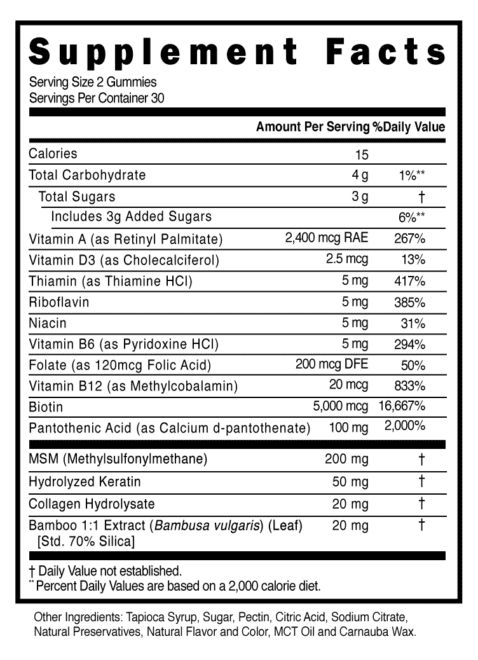 Supplement Facts
Serving Size 2 Gummies
Servings Per Container 30
Amount Per Serving %Daily Value
Calories 15
Total Carbohydrate 4 g 1%**
Total Sugars 3 g †
Includes 3g Added Sugars 6%**
Vitamin A (as Retinyl Palmitate) 2,400 mcg RAE 267%
Vitamin D3 (as Cholecalciferol) 2.5 mcg 13%
Thiamin (as Thiamine HCl) 5 mg 417%
Riboflavin 5 mg 385%
Niacin 5 mg 31%
Vitamin B6 (as Pyridoxine HCl) 5 mg 294%
Folate (as 120mcg Folic Acid) 200 mcg DFE 50%
Vitamin B12 (as Methylcobalamin) 20 mcg 833%
Biotin 5,000 mcg 16,667%
Pantothenic Acid (as Calcium d-pantothenate) 100 mg 2,000%
MSM (Methylsulfonylmethane) 200 mg †
Hydrolyzed Keratin 50 mg †
Collagen Hydrolysate 20 mg †
Bamboo 1:1 Extract (Bambusa vulgaris) (Leaf) 20 mg †
[Std. 70% Silica]
† Daily Value not established.
**Percent Daily Values are based on a 2,000 calorie diet.
Other Ingredients: Tapioca Syrup, Sugar, Pectin, Citric Acid, Sodium Citrate,
Natural Preservatives, Natural Flavor and Color, MCT Oil and Carnauba Wax.